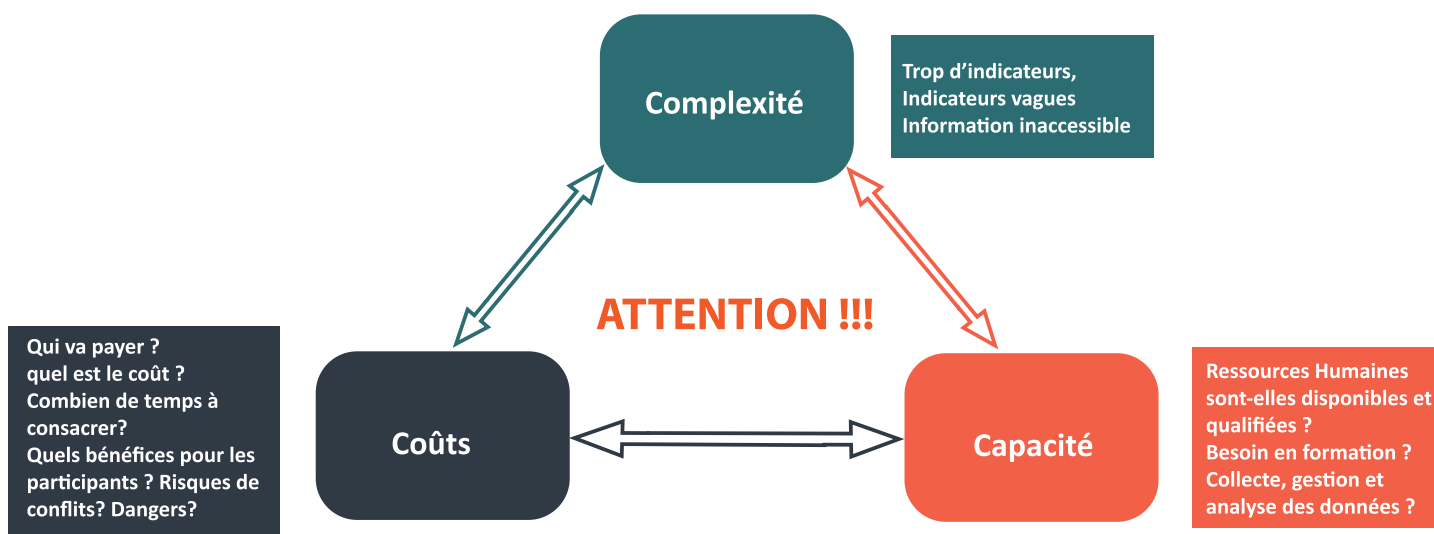 Complexité
Trop d’indicateurs,
Indicateurs vagues
Information inaccessible
ATTENTION !!!
Qui va payer ?
quel est le coût ?
Combien de temps à
consacrer?
Quels bénéfices pour les
participants ? Risques de
conflits? Dangers?
Coûts
Capacité
Ressources Humaines
sont-elles disponibles et
qualifiées ?
Besoin en formation ?
Collecte, gestion et
analyse des données ?